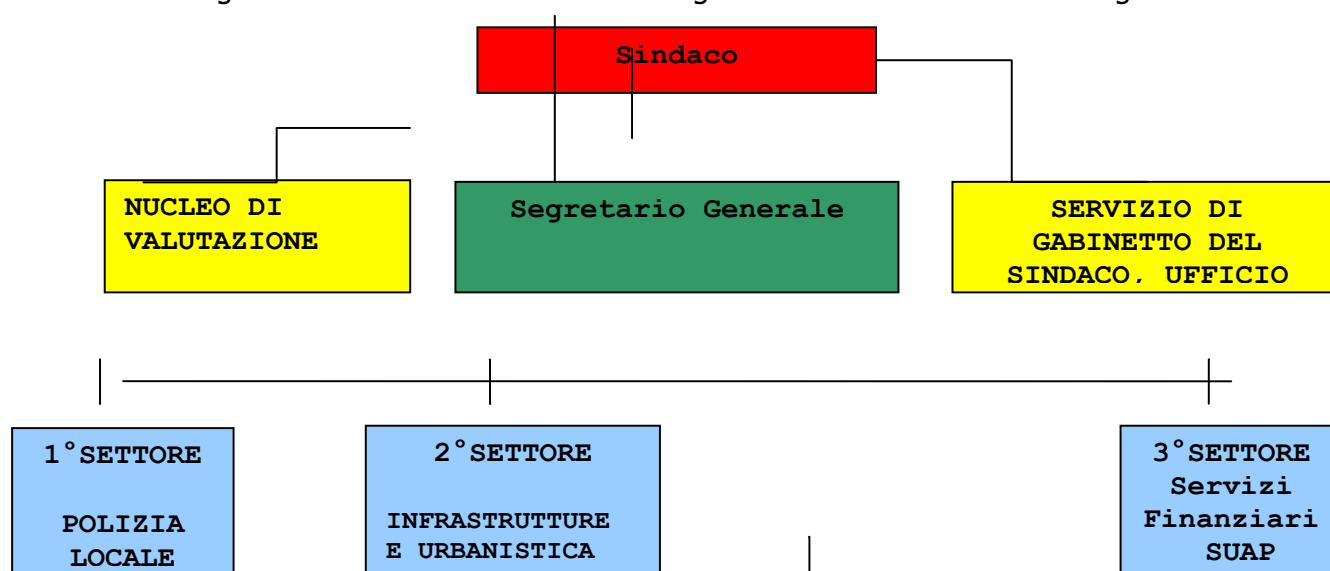 Sindaco
NUCLEO DI
VALUTAZIONE
Segretario Generale
SERVIZIO DI
GABINETTO DEL
SINDACO. UFFICIO
1°SETTORE
POLIZIA
LOCALE
2°SETTORE
INFRASTRUTTURE
E URBANISTICA
3°SETTORE
Servizi
Finanziari
SUAP